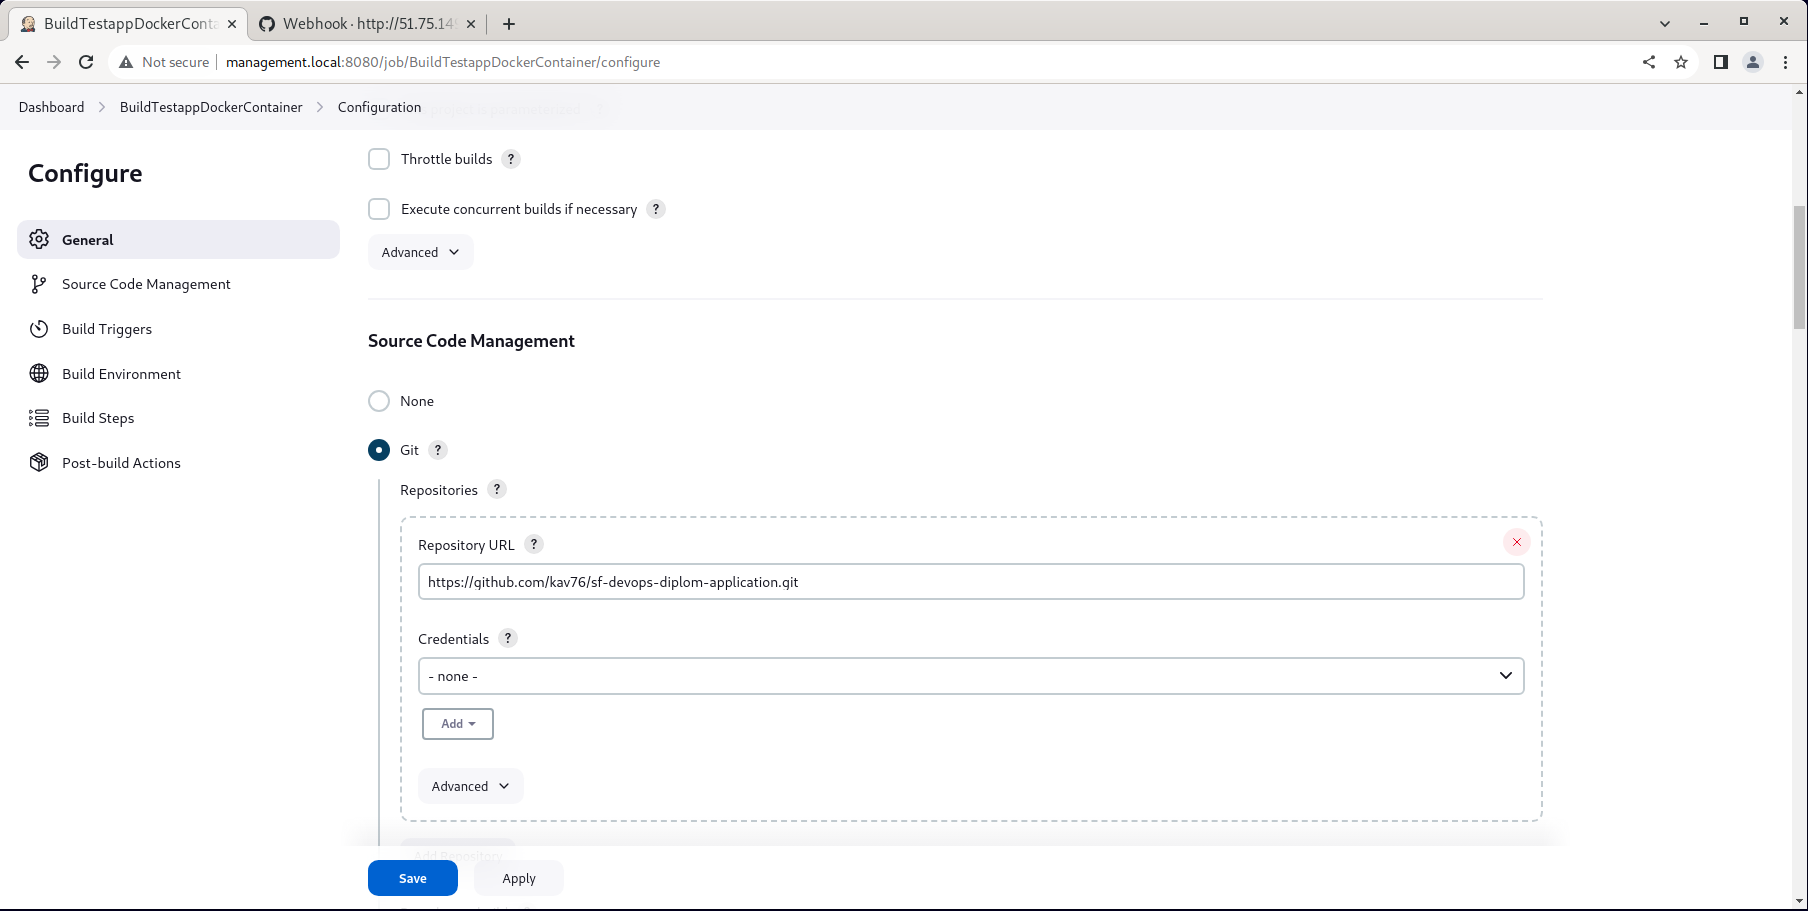 BuildTestappDockerConta
Webhook · http://51.75.149
Not secure
management.local:8080/job/BuildTestappDockerContainer/configure
Dashboard
BuildTestappDockerContainer
Configuration
Configure
General
Source Code Management
Build Triggers
Build Environment
Build Steps
Post-build Actions
Throttle builds ?
Execute concurrent builds if necessary ?
Advanced
Source Code Management
None
Git ?
Repositories ?
Repository URL ?
https://github.com/kav76/sf-devops-diplom-application.git
Credentials ?
- none -
Add
Advanced
Add Repository
Save
Apply